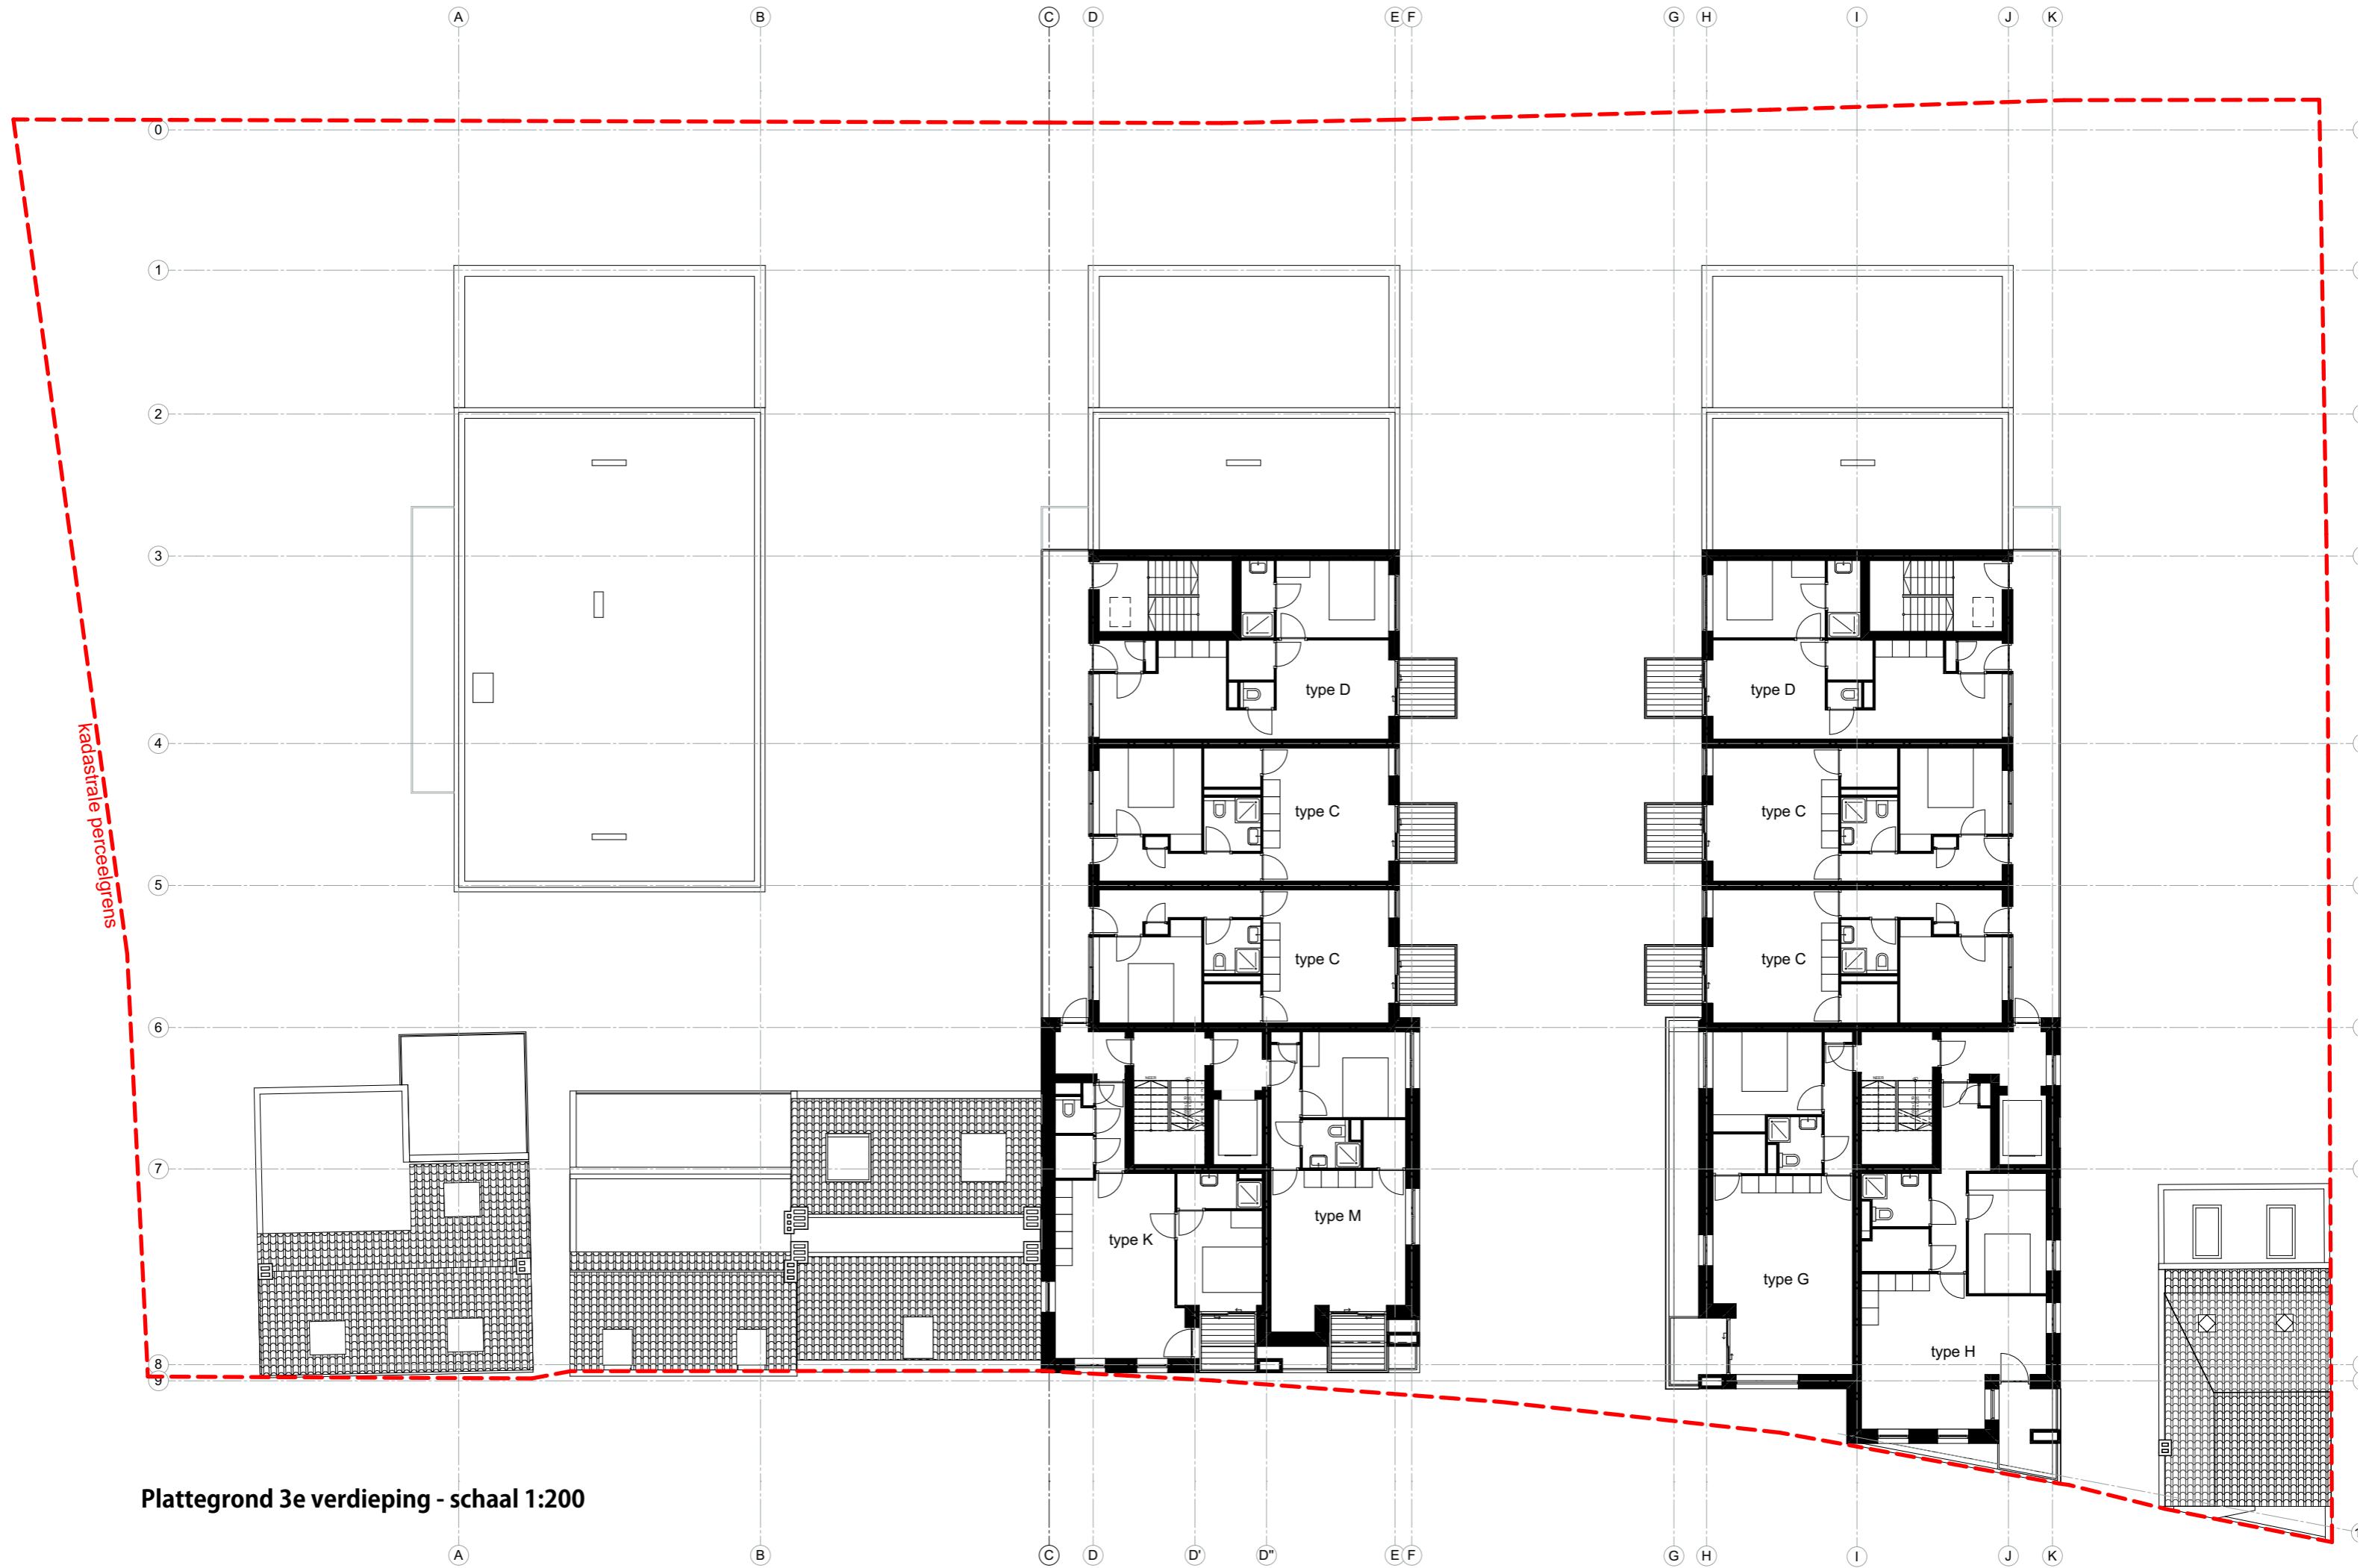 A B C D E F G H I J K
0
1
2
3
4
5
6
7
8
9
kadastrale perceelgrens
type D
type D
type C
type C
type C
type C
type K
type M
type G
type H
Plattegrond 3e verdieping - schaal 1:200
A B C D D' D" E F G H I J K